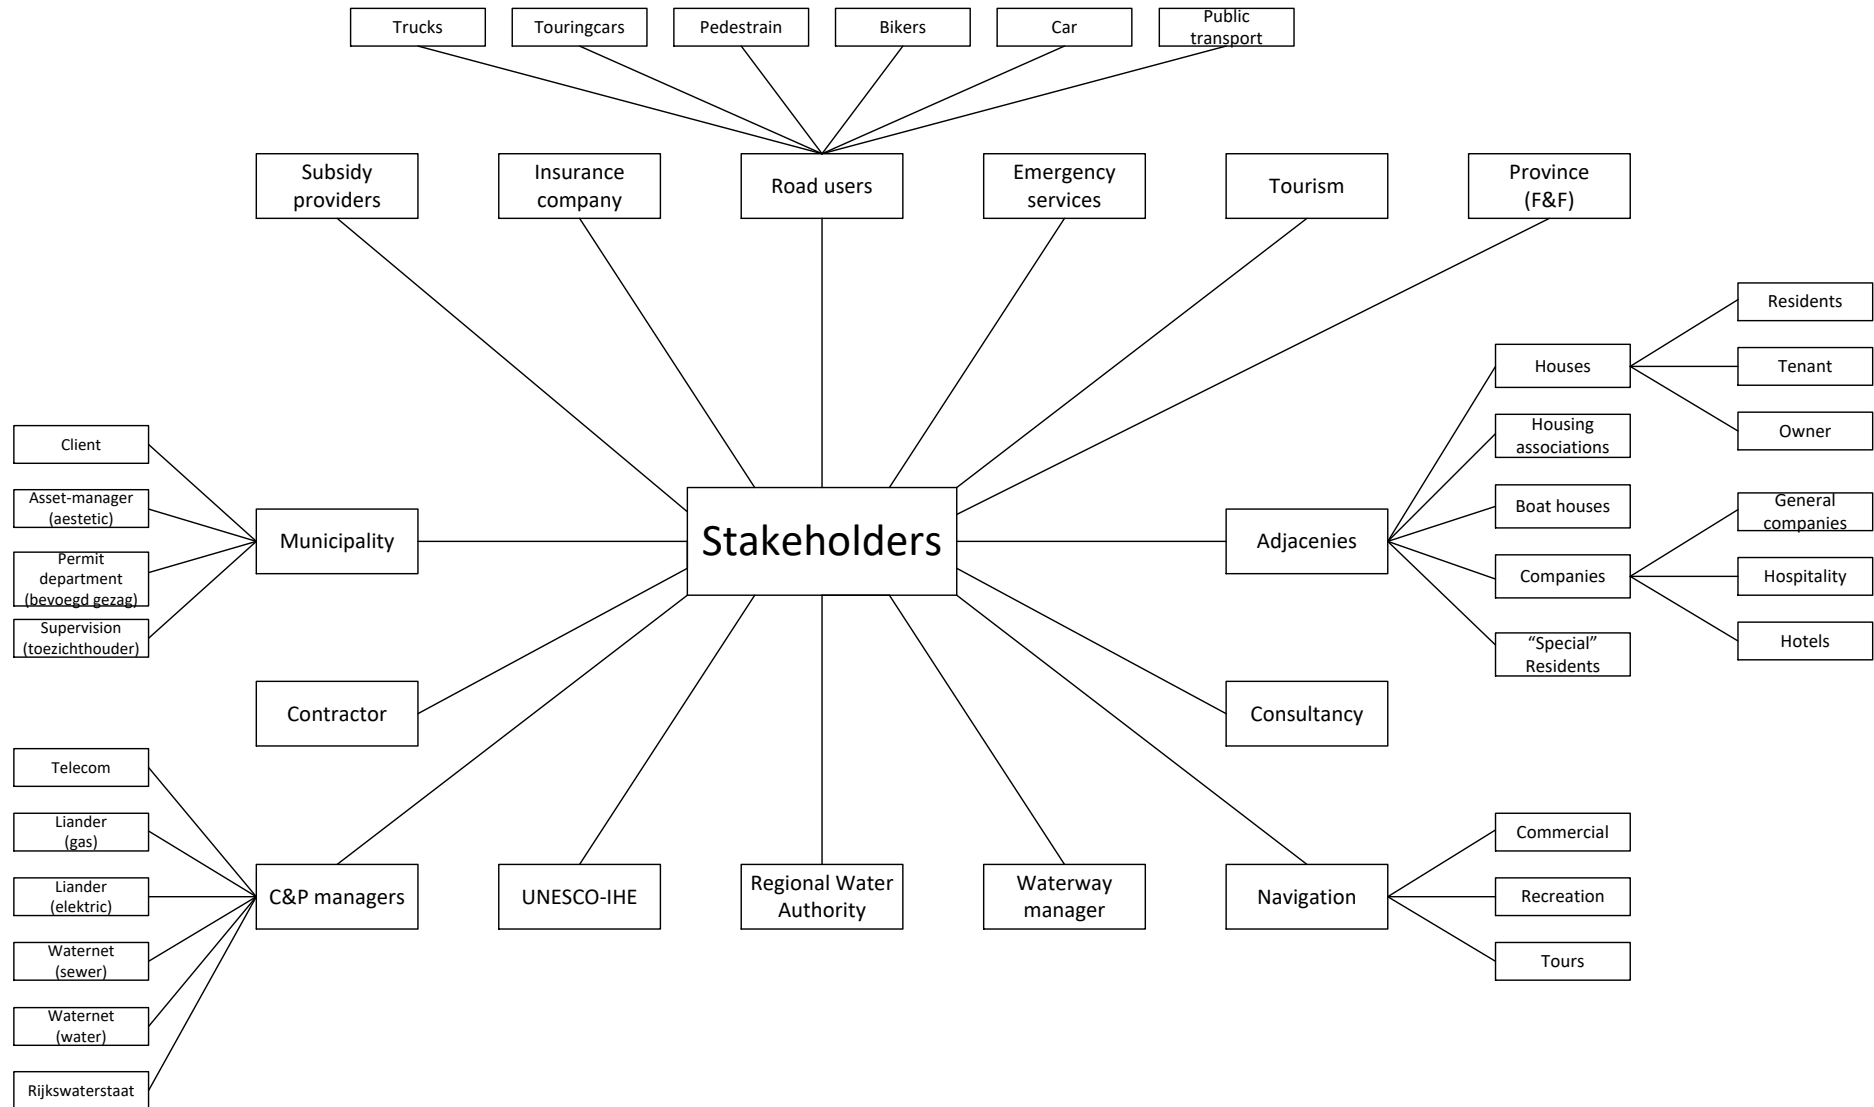 Trucks
Touringcars
Pedestrain
Bikers
Car
Public
transport
Subsidy
providers
Insurance
company
Road users
Emergency
services
Tourism
Province
(F&F)
Residents
Houses
Tenant
Housing
associations
Owner
Client
Asset-manager
(aestetic)
Boat houses
General
companies
Municipality
Stakeholders
Adjacenies
Permit
department
(bevoegd gezag)
Companies
Hospitality
Supervision
(toezichthouder)
"Special"
Residents
Hotels
Contractor
Consultancy
Telecom
Liander
(gas)
Commercial
Liander
(elektric)
C&P managers
UNESCO-IHE
Regional Water
Authority
Waterway
manager
Navigation
Recreation
Waternet
(sewer)
Tours
Waternet
(water)
Rijkswaterstaat